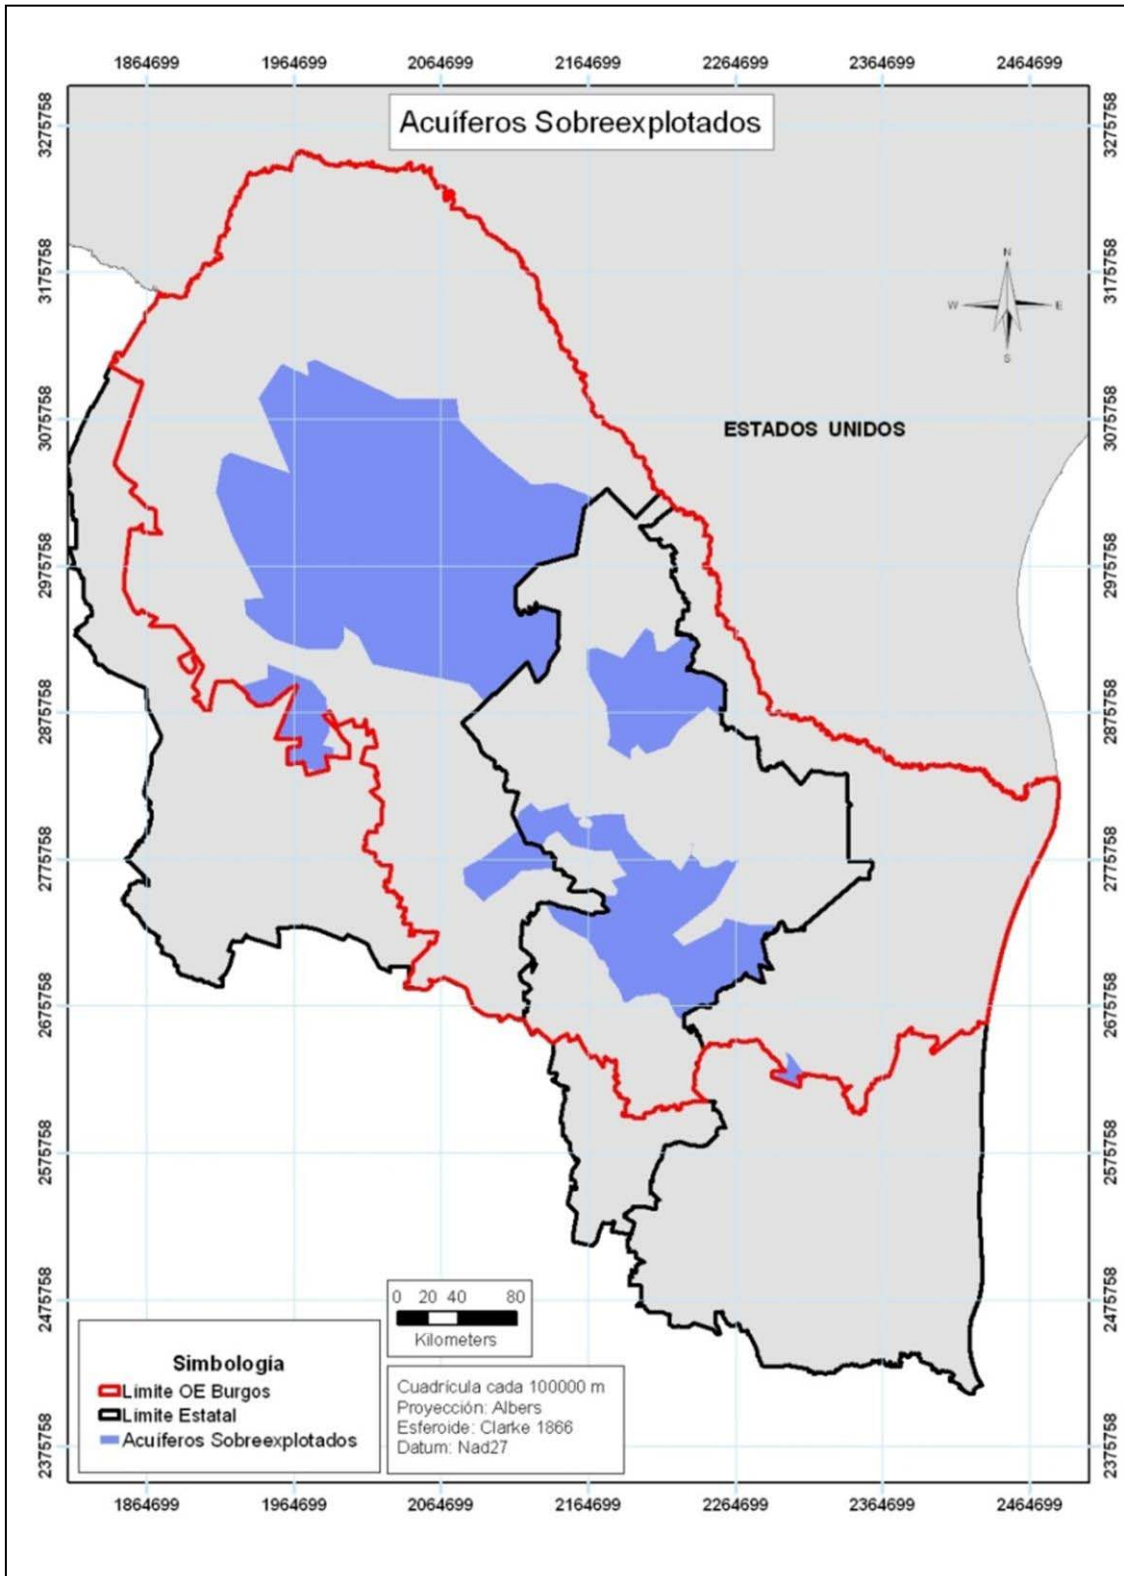 1864699 1964699 2064699 2164699 2264699 2364699 2464699
Acuíferos Sobreexplotados
3275758 3275758
3175758 3175758
N
W E
S
3075758 3075758
ESTADOS UNIDOS
2975758 2975758
2875758 2875758
2775758 2775758
2675758 2675758
2575758 2575758
2475758 2475758
0 20 40 80
Kilometers
Simbología
Limite OE Burgos
Limite Estatal
Acuíferos Sobreexplotados
Cuadrícula cada 100000 m
Proyección: Albers
Esferoide: Clarke 1866
Datum: Nad27
2375758 2375758
1864699 1964699 2064699 2164699 2264699 2364699 2464699